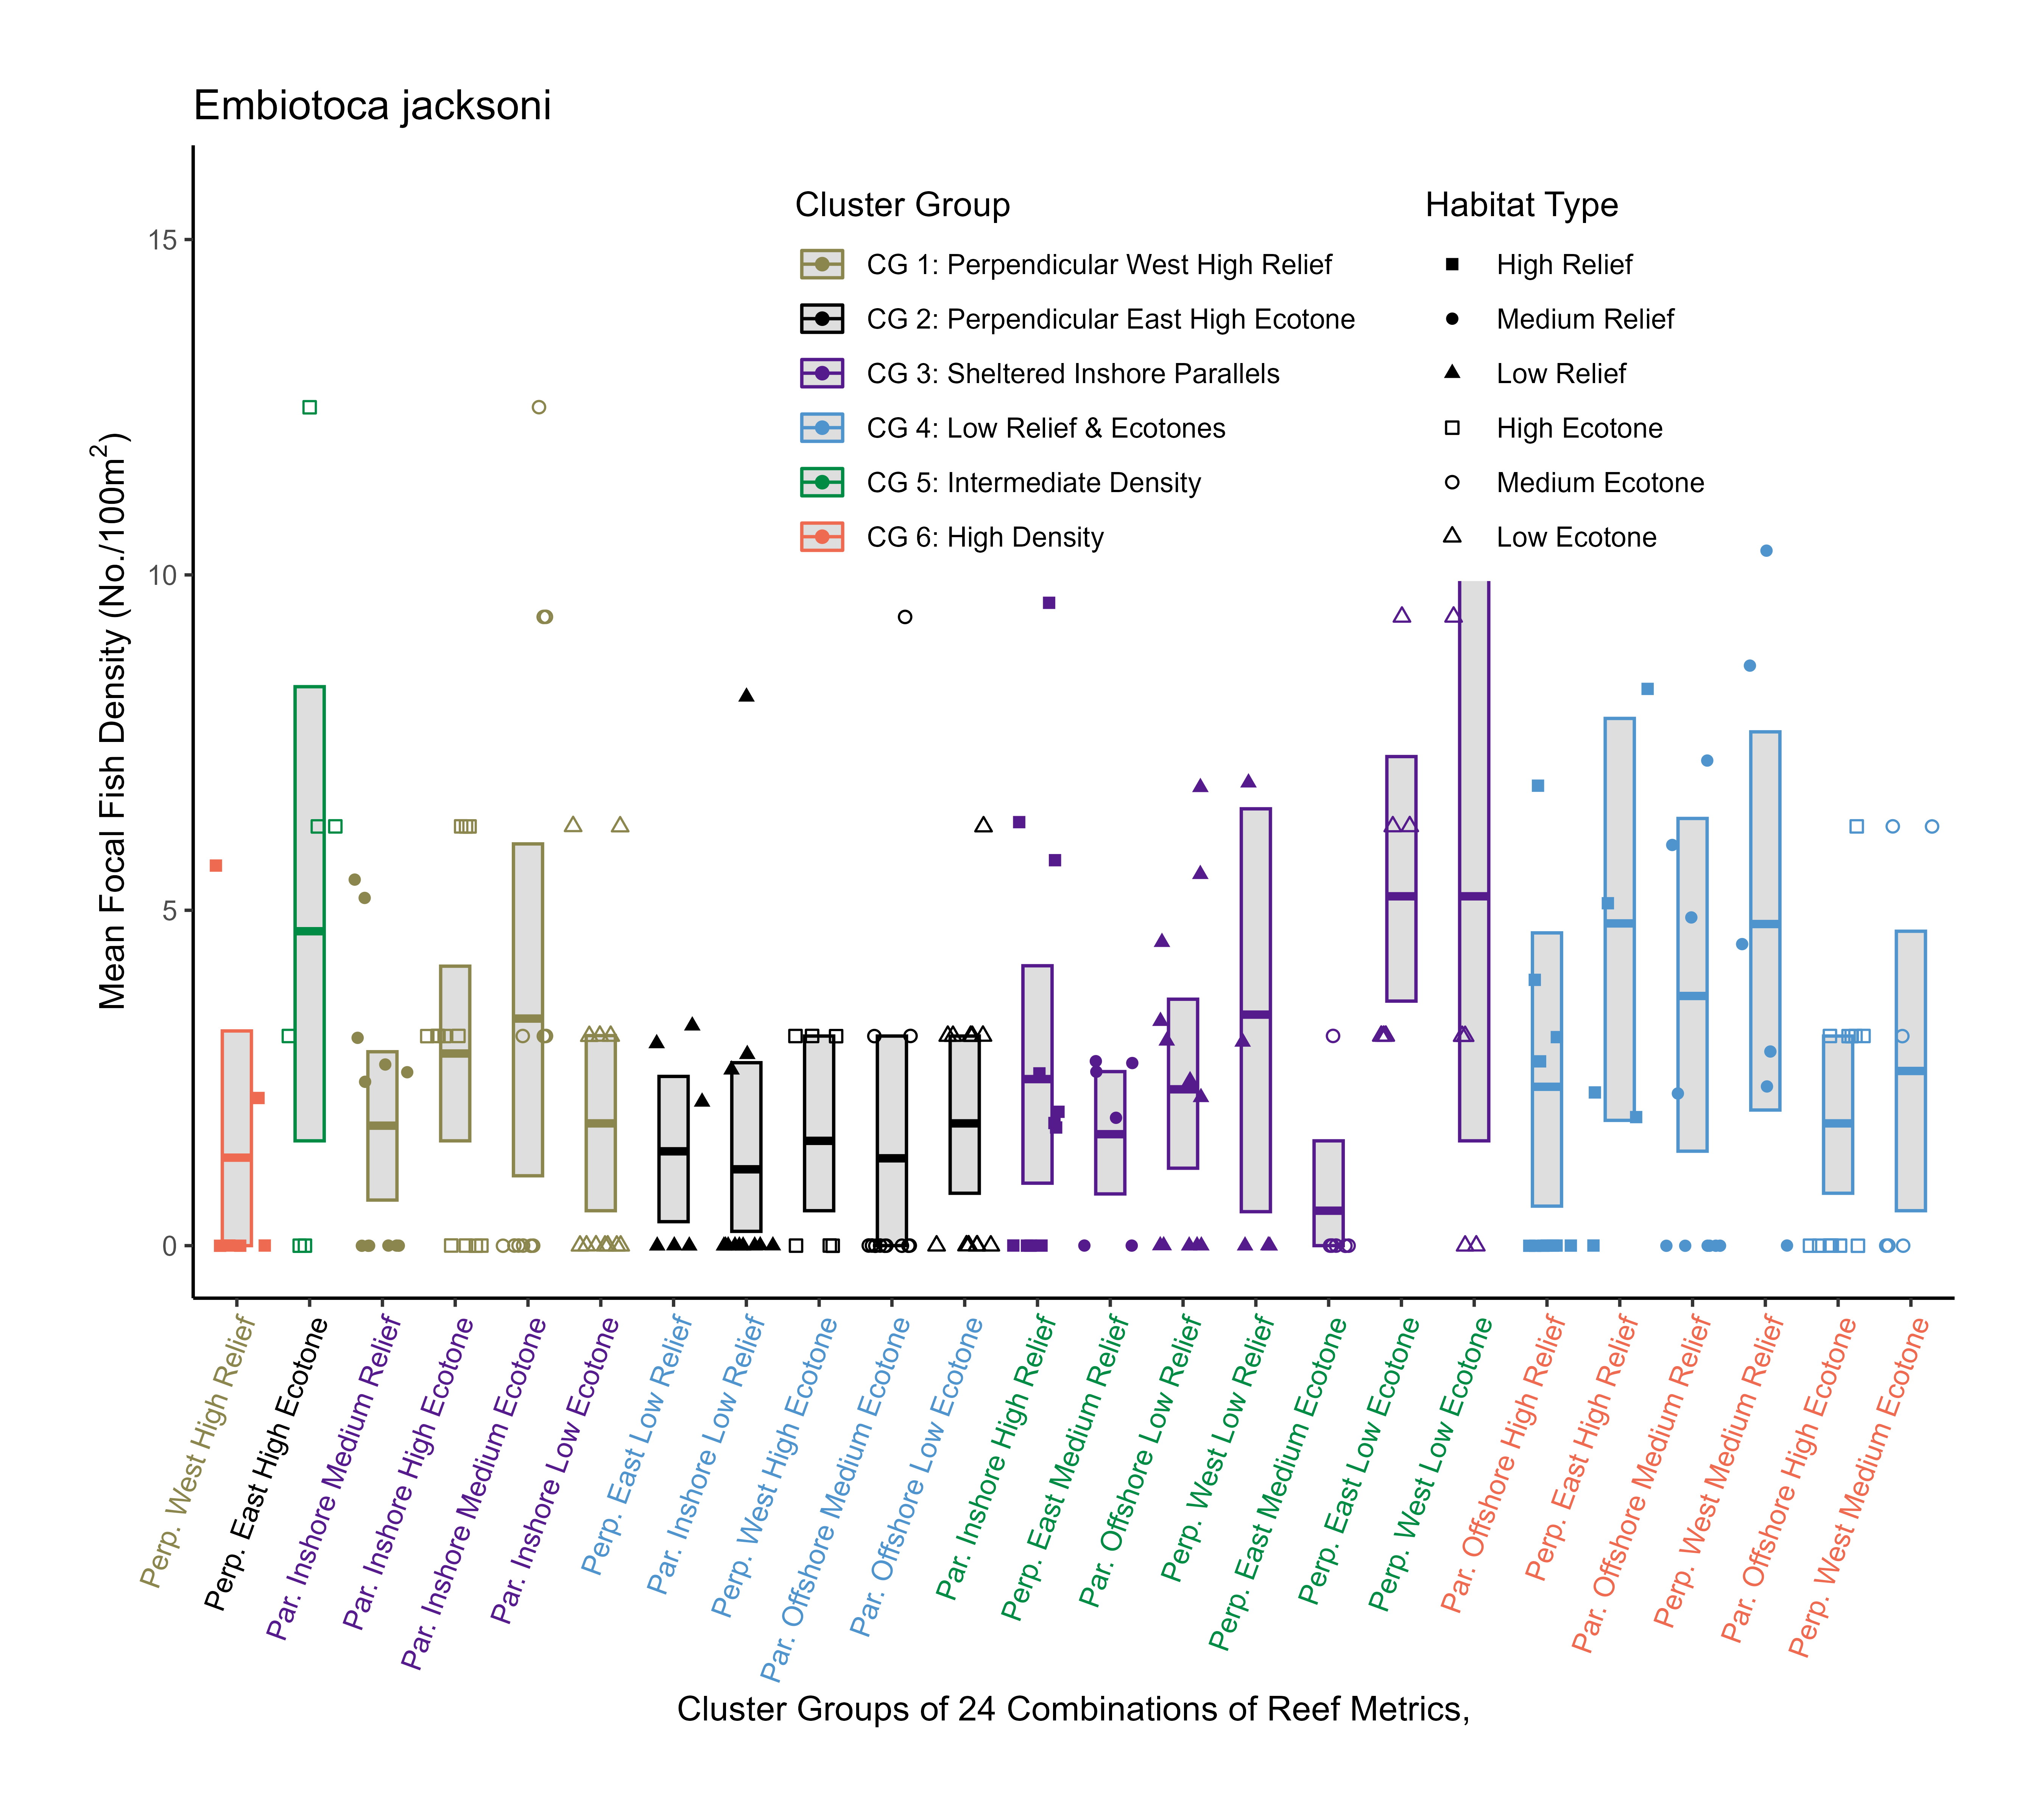 Embiotoca jacksoni
Mean Focal Fish Density (No./100m²)
15
10
5
0
Cluster Group
CG 1: Perpendicular West High Relief
CG 2: Perpendicular East High Ecotone
CG 3: Sheltered Inshore Parallels
CG 4: Low Relief & Ecotones
CG 5: Intermediate Density
CG 6: High Density
Habitat Type
High Relief
Medium Relief
Low Relief
High Ecotone
Medium Ecotone
Low Ecotone
Perp. West High Relief
Perp. East High Ecotone
Par. Inshore Medium Relief
Par. Inshore High Ecotone
Par. Inshore Medium Ecotone
Par. Inshore Low Ecotone
Perp. East Low Relief
Par. Inshore Low Relief
Perp. West High Ecotone
Par. Offshore Medium Ecotone
Par. Offshore Low Ecotone
Par. Inshore High Relief
Perp. East Medium Relief
Par. Offshore Low Relief
Perp. West Low Relief
Perp. East Medium Ecotone
Perp. East Low Ecotone
Perp. West Low Ecotone
Par. Offshore High Relief
Perp. East High Relief
Par. Offshore Medium Relief
Perp. West Medium Relief
Par. Offshore High Ecotone
Perp. West Medium Ecotone
Cluster Groups of 24 Combinations of Reef Metrics,